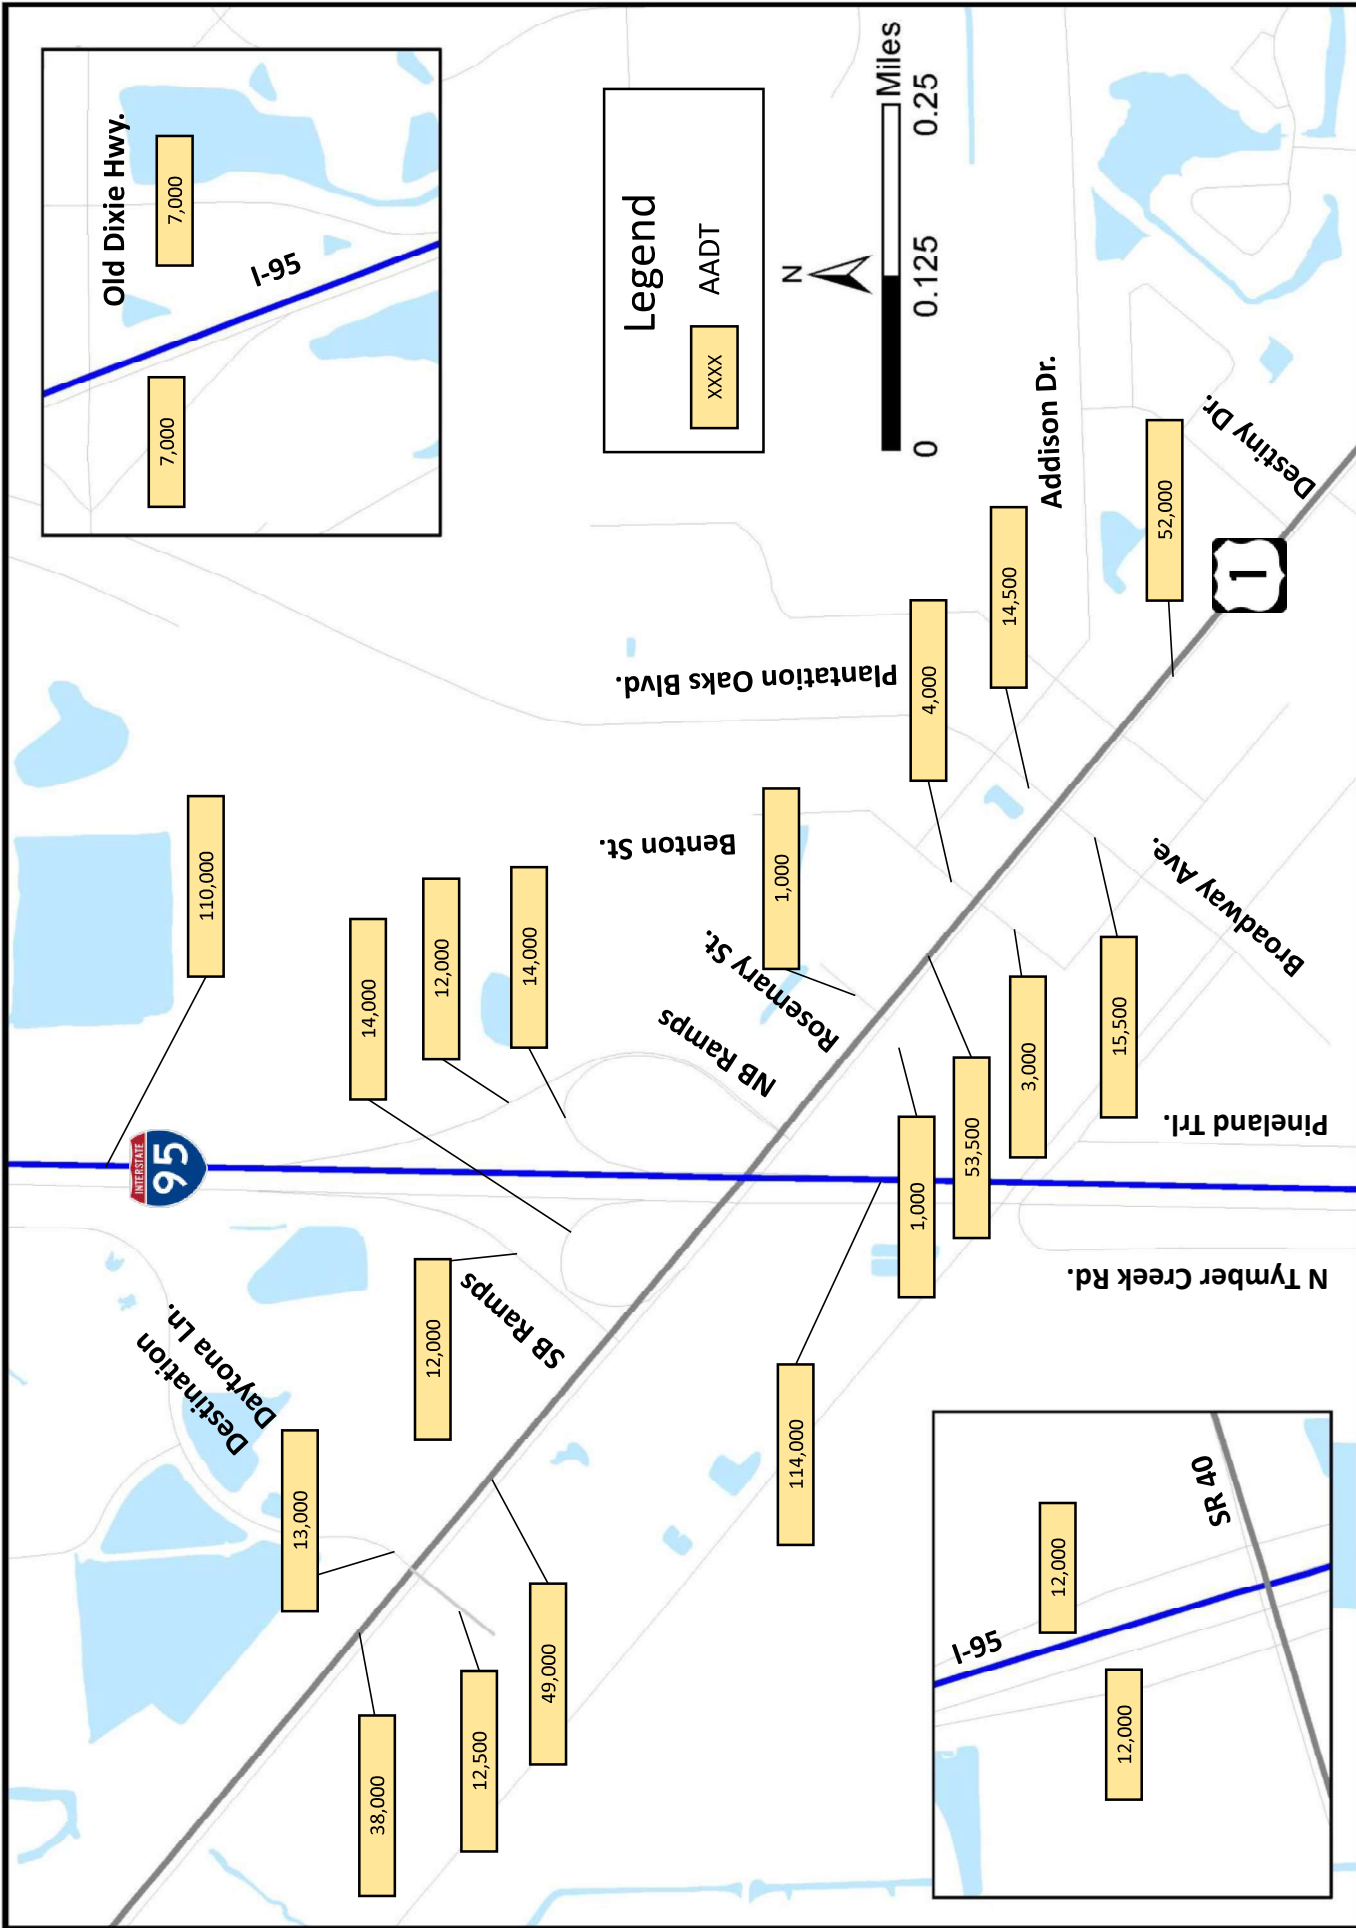 Old Dixie Hwy.
7,000
7,000
I-95
Legend
XXXX
AADT
N
0
0.125
0.25
Miles
INTERSTATE
95
110,000
14,000
12,000
14,000
12,000
SB Ramps
NB Ramps
Destination
Daytona Ln.
13,000
38,000
12,500
49,000
114,000
Rosemary St.
Benton St.
1,000
1,000
53,500
Plantation Oaks Blvd.
4,000
3,000
14,500
15,500
Addison Dr.
52,000
Destiny Dr.
1
Broadway Ave.
Pineland Trl.
N Tymber Creek Rd.
I-95
12,000
12,000
SR 40